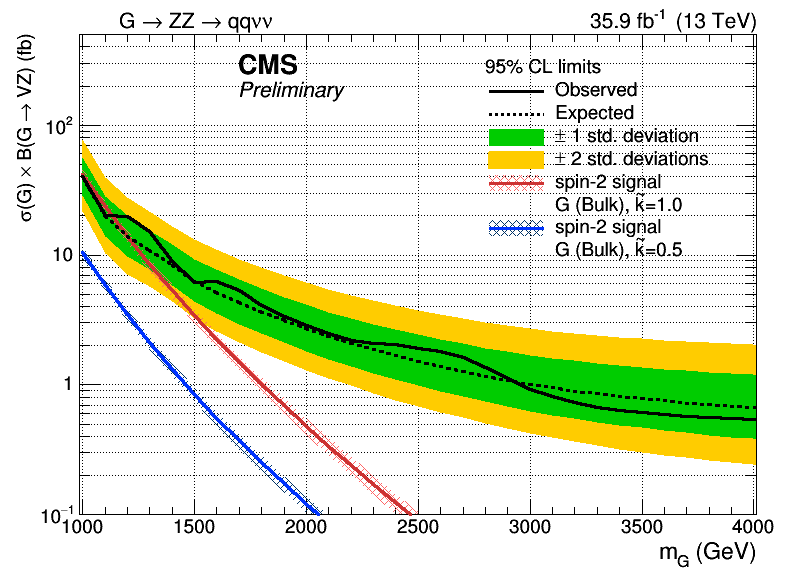 G → ZZ → qqνν
35.9 fb⁻¹ (13 TeV)
σ(G) × B(G → VZ) (fb)
CMS
Preliminary
95% CL limits
Observed
Expected
± 1 std. deviation
± 2 std. deviations
spin-2 signal
G (Bulk), k̃=1.0
spin-2 signal
G (Bulk), k̃=0.5
10²
10
1
10⁻¹
1000 1500 2000 2500 3000 3500 4000
m_G (GeV)